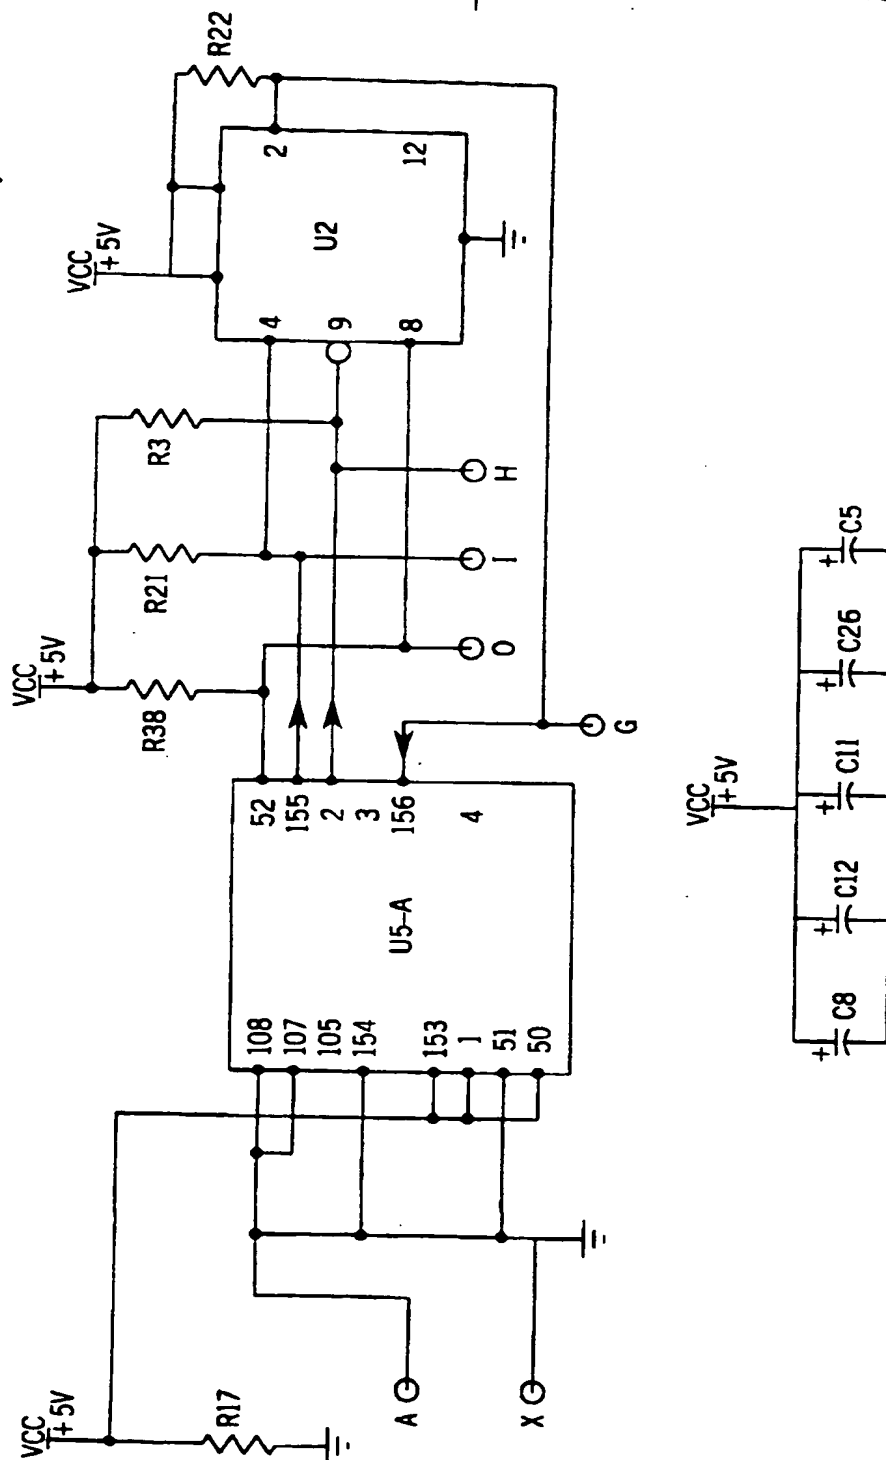 VCC
+5V
R17
A
X
108
107
105
154
153
1
51
50
U5-A
52
155
2
3
156
4
VCC
+5V
R38
R21
R3
O
I
H
G
VCC
+5V
4
9
8
U2
2
12
R22
VCC
+5V
+
C8
+
C12
+
C11
+
C26
+
C5